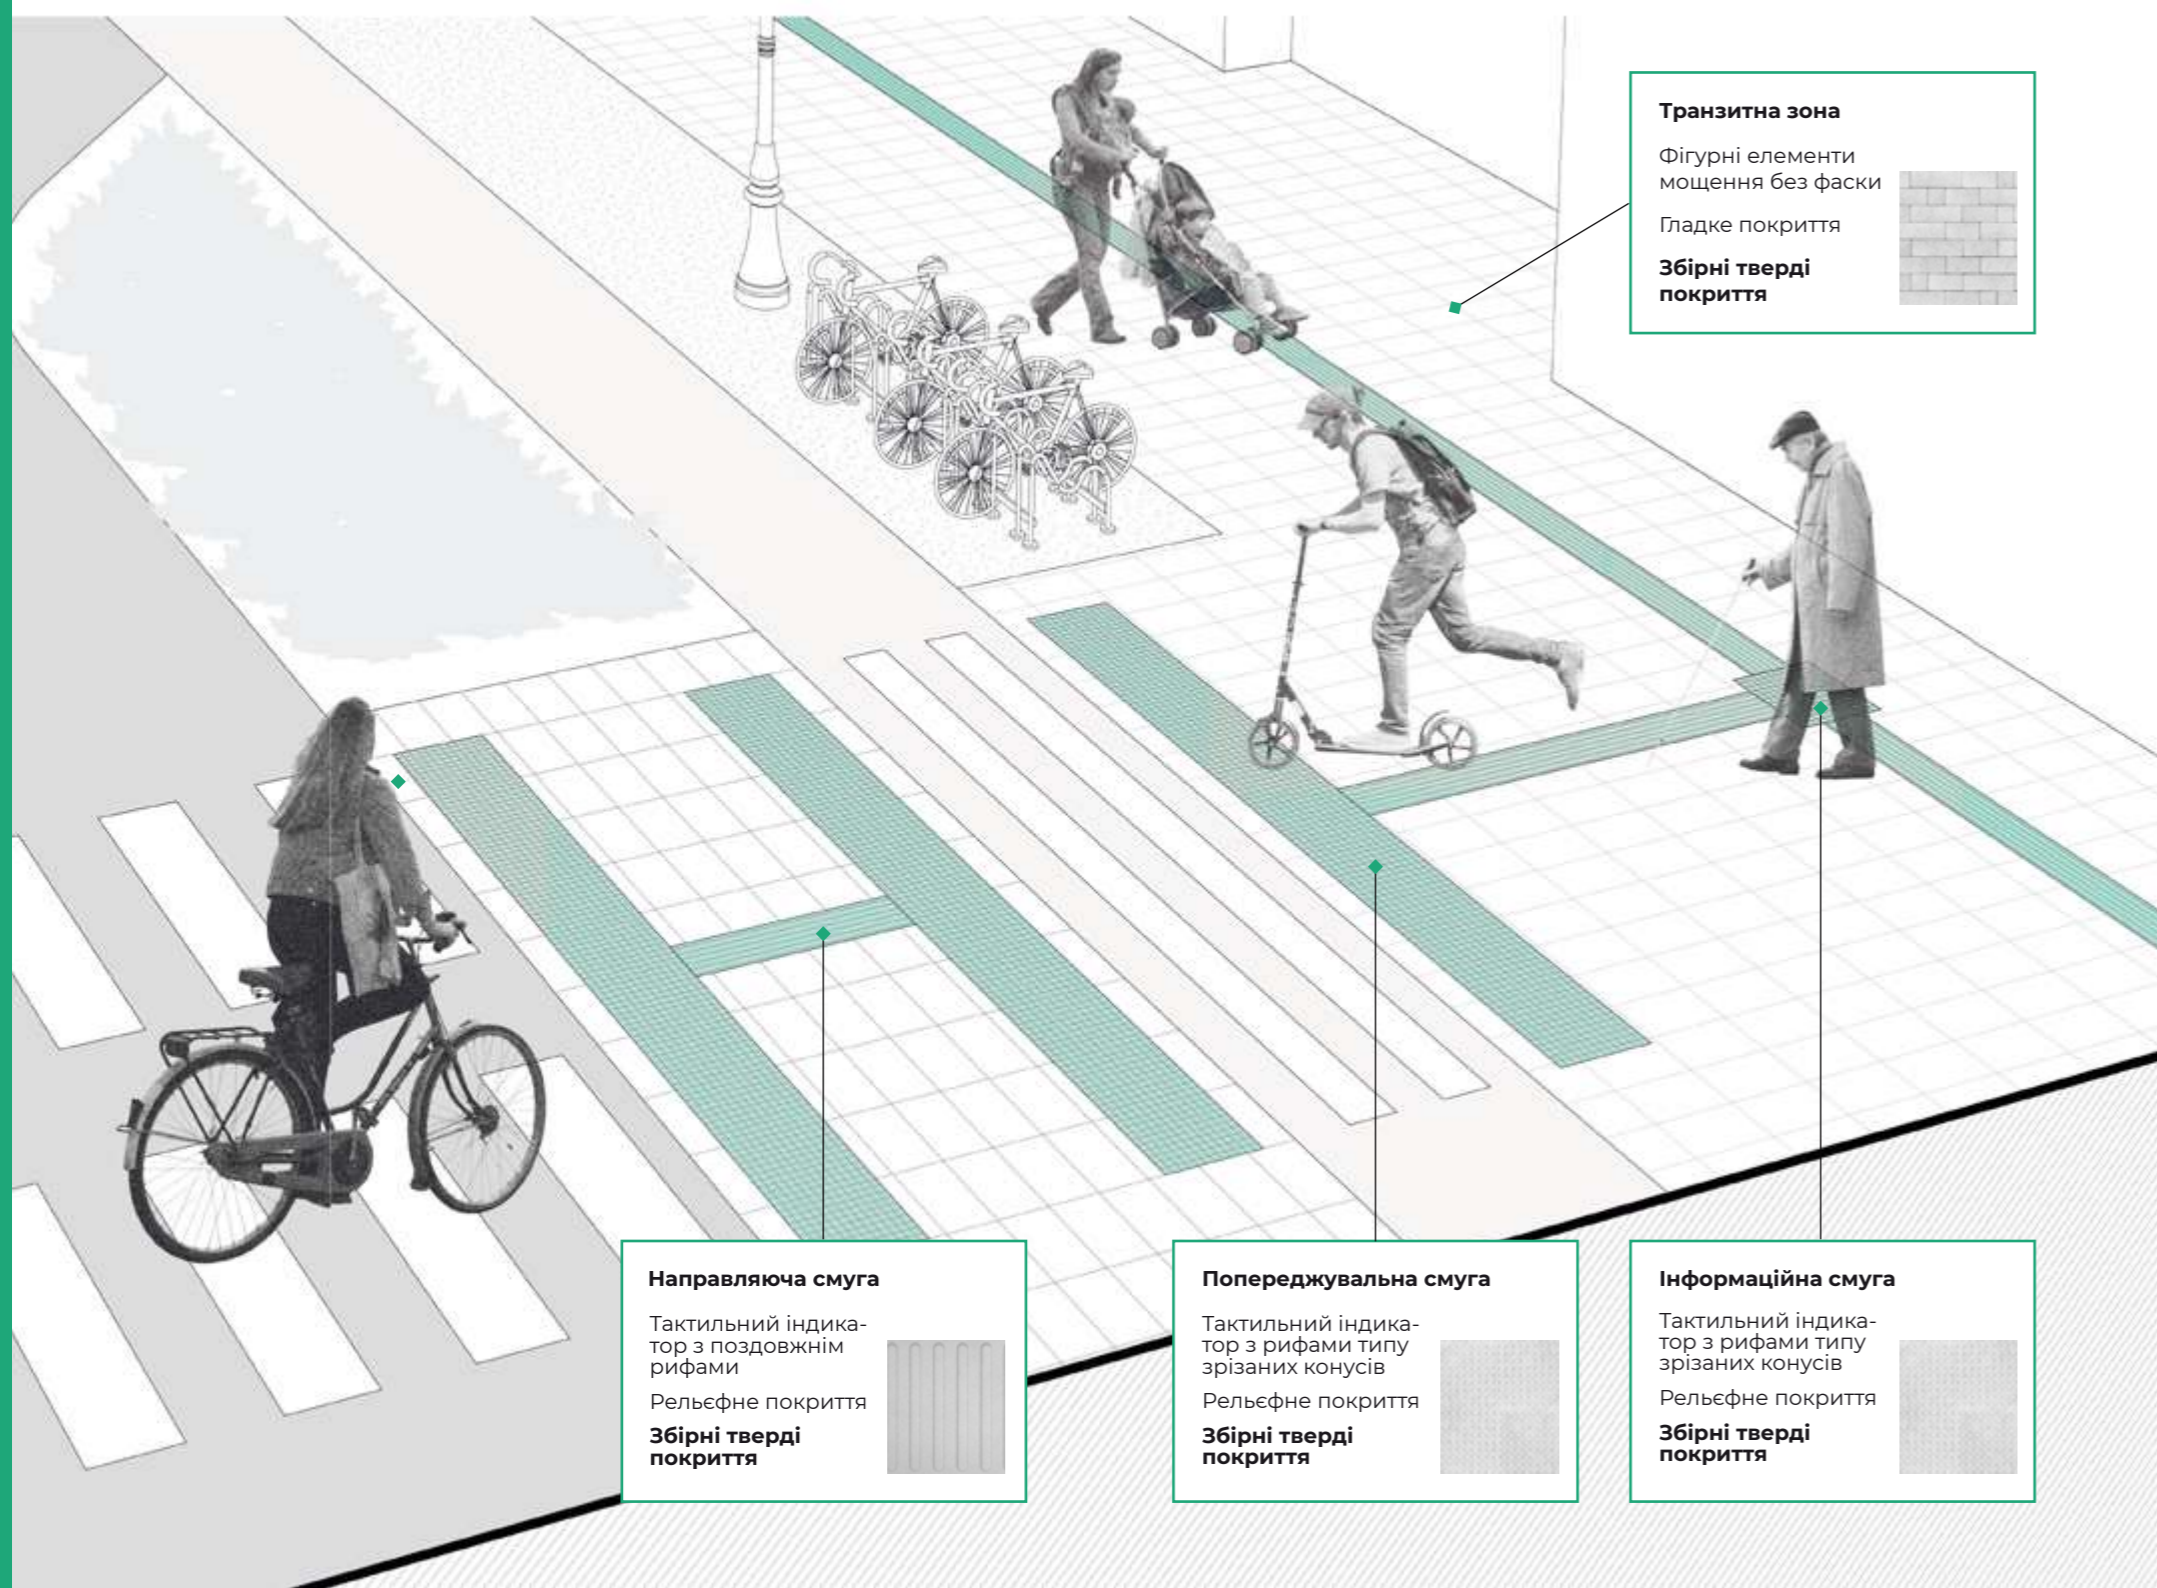 Транзитна зона
Фігурні елементи
мощення без фаски
Гладке покриття
Збірні тверді
покриття
Направляюча смуга
Тактильний індика-
тор з поздовжнім
рифами
Рельєфне покриття
Збірні тверді
покриття
Попереджувальна смуга
Тактильний індика-
тор з рифами типу
зрізаних конусів
Рельєфне покриття
Збірні тверді
покриття
Інформаційна смуга
Тактильний індика-
тор з рифами типу
зрізаних конусів
Рельєфне покриття
Збірні тверді
покриття